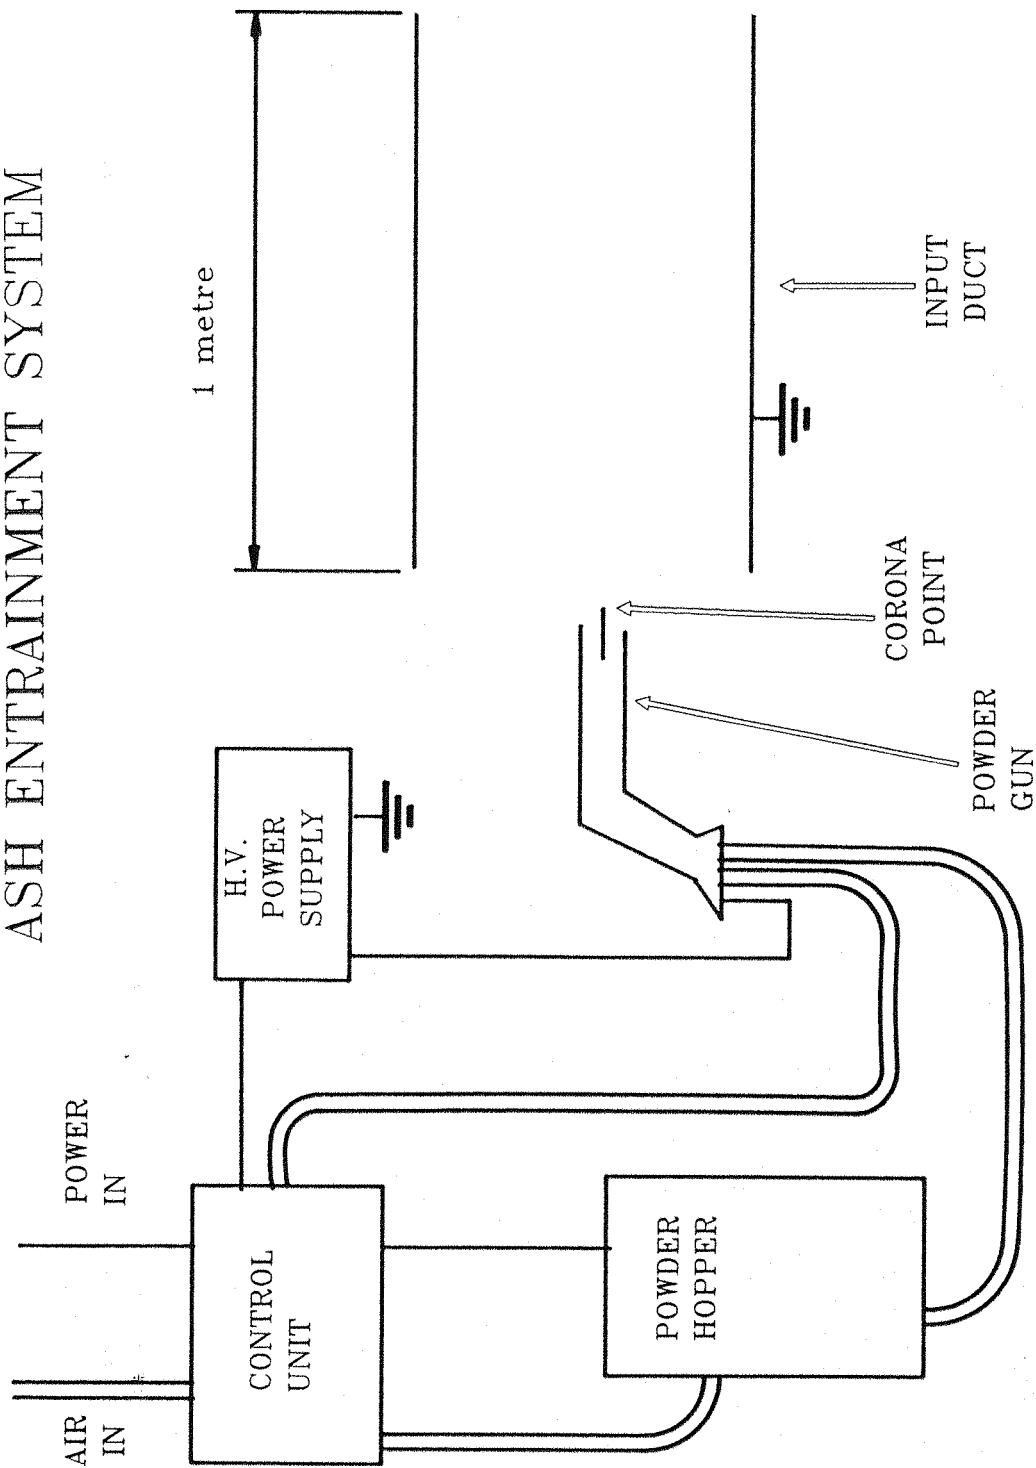 ASH ENTRAINMENT SYSTEM
AIR
IN
POWER
IN
CONTROL
UNIT
H.V.
POWER
SUPPLY
1 metre
POWDER
HOPPER
POWDER
GUN
CORONA
POINT
INPUT
DUCT